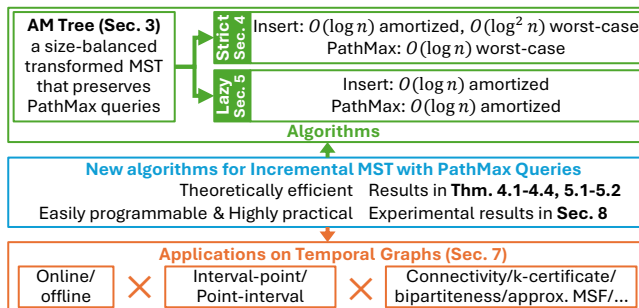 AM Tree (Sec. 3)
a size-balanced
transformed MST
that preserves
PathMax queries
Strict
Sec. 4
Insert: O(log n) amortized, O(log² n) worst-case
PathMax: O(log n) worst-case
Lazy
Sec. 5
Insert: O(log n) amortized
PathMax: O(log n) amortized
Algorithms
New algorithms for Incremental MST with PathMax Queries
Theoretically efficient Results in Thm. 4.1-4.4, 5.1-5.2
Easily programmable & Highly practical Experimental results in Sec. 8
Applications on Temporal Graphs (Sec. 7)
Online/
offline
Interval-point/
Point-interval
Connectivity/k-certificate/
bipartiteness/approx. MSF/...